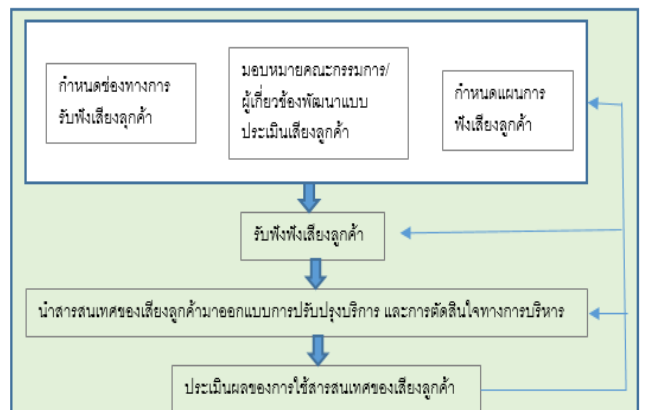 กำหนดช่องทางการ
รับฟังเสียงลูกค้า
มอบหมายคณะกรรมการ/
ผู้เกี่ยวข้องพัฒนาแบบ
ประเมินเสียงลูกค้า
กำหนดแผนการ
ฟังเสียงลูกค้า
รับฟังฟังเสียงลูกค้า
นำสารสนเทศของเสียงลูกค้ามาออกแบบการปรับปรุงบริการ และการตัดสินใจทางการบริหาร
ประเมินผลของการใช้สารสนเทศของเสียงลูกค้า